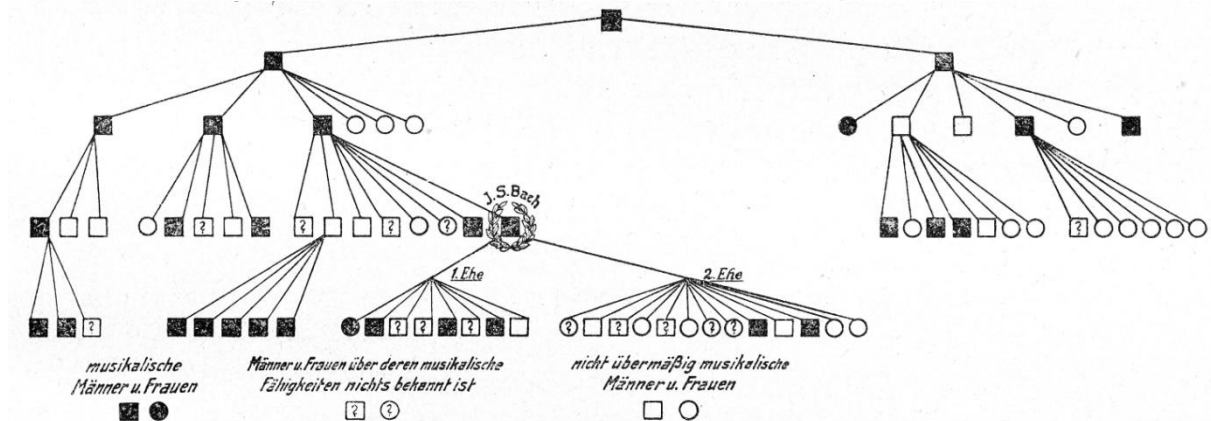 J.S.Bach
1. Ehe
2. Ehe
musikalische
Männer u. Frauen
Männer u. Frauen über deren musikalische
Fähigkeiten nichts bekannt ist
nicht übermäßig musikalische
Männer u. Frauen